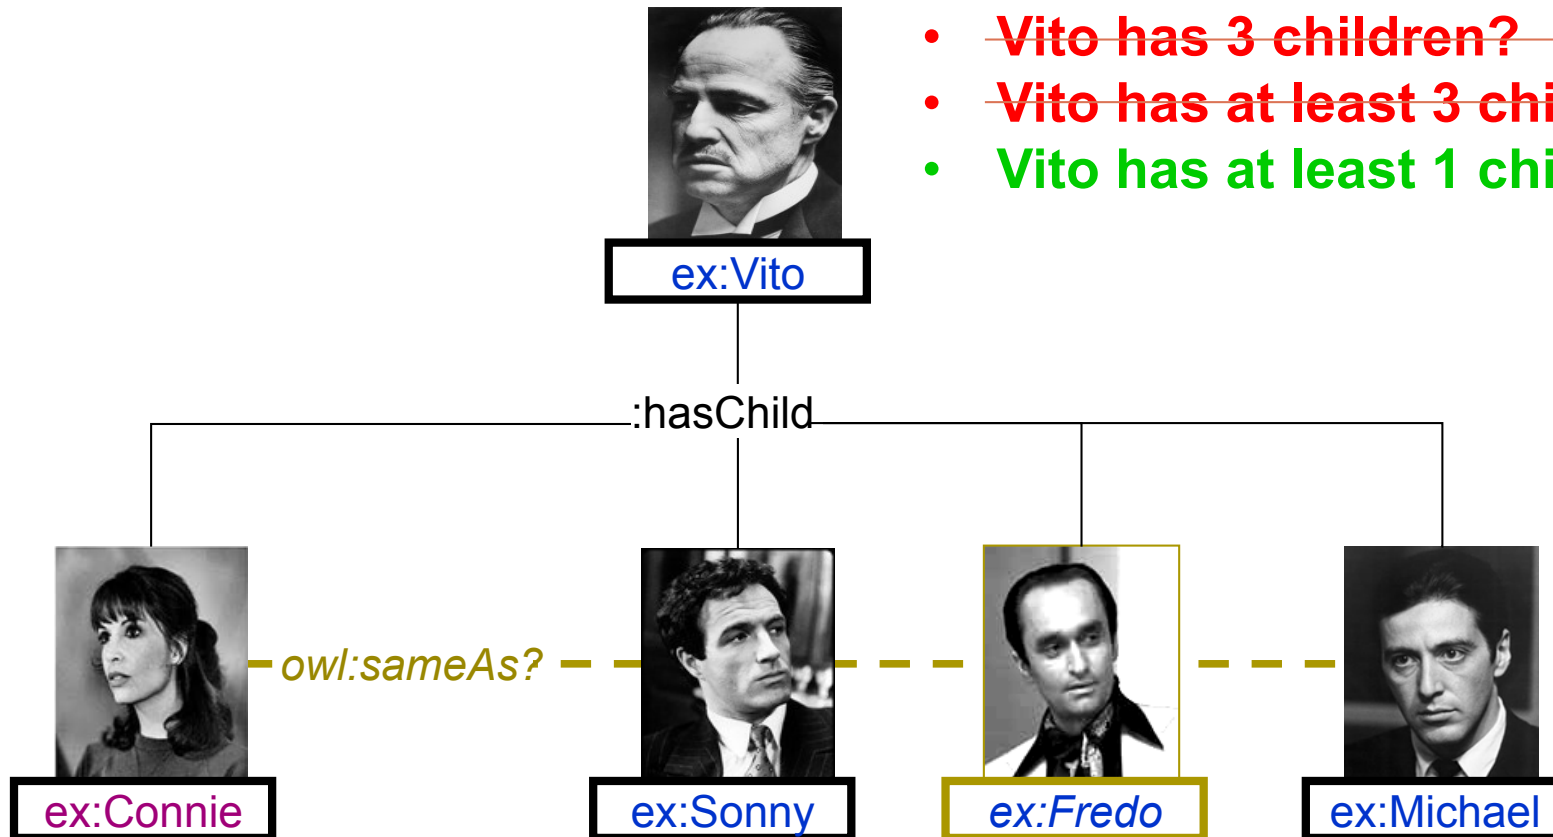 • Vito has 3 children?
• Vito has at least 3 chi
• Vito has at least 1 chi
ex:Vito
:hasChild
owl:sameAs?
ex:Connie ex:Sonny ex:Fredo ex:Michael